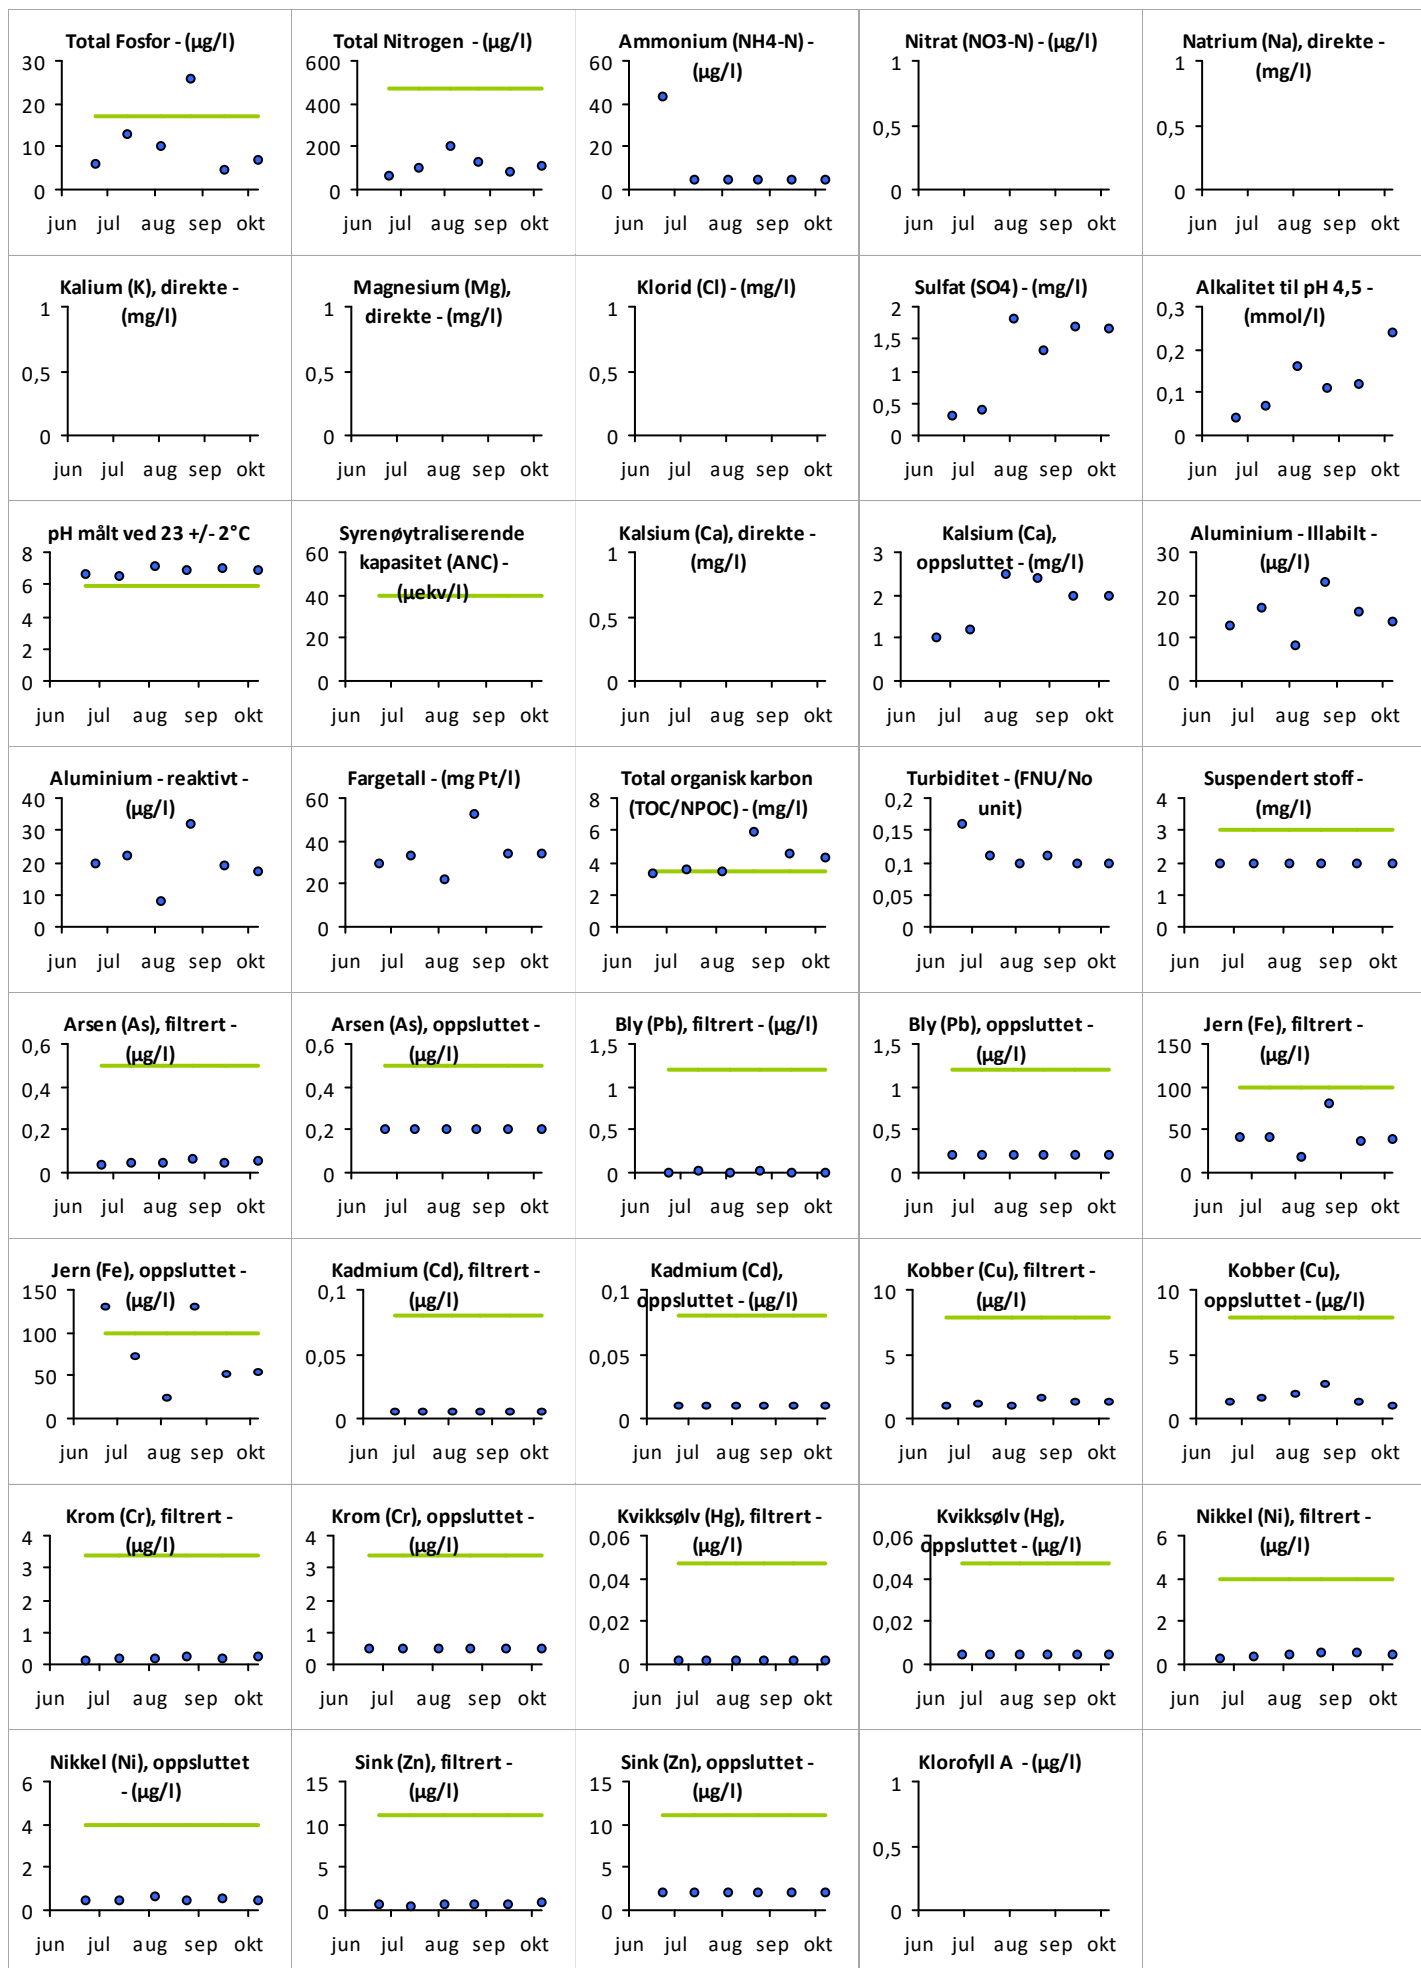 Total Fosfor - (µg/l)
30
20
10
0
jun jul aug sep okt
Total Nitrogen - (µg/l)
600
400
200
0
jun jul aug sep okt
Ammonium (NH4-N) -
(µg/l)
60
40
20
0
jun jul aug sep okt
Nitrat (NO3-N) - (µg/l)
1
0,5
0
jun jul aug sep okt
Natrium (Na), direkte -
(mg/l)
1
0,5
0
jun jul aug sep okt
Kalium (K), direkte -
(mg/l)
1
0,5
0
jun jul aug sep okt
Magnesium (Mg),
direkte - (mg/l)
1
0,5
0
jun jul aug sep okt
Klorid (Cl) - (mg/l)
1
0,5
0
jun jul aug sep okt
Sulfat (SO4) - (mg/l)
2
1,5
1
0,5
0
jun jul aug sep okt
Alkalitet til pH 4,5 -
(mmol/l)
0,3
0,2
0,1
0
jun jul aug sep okt
pH målt ved 23 +/- 2°C
8
6
4
2
0
jun jul aug sep okt
Syrenøytraliserende
kapasitet (ANC) -
(µekv/l)
60
40
20
0
jun jul aug sep okt
Kalsium (Ca), direkte -
(mg/l)
1
0,5
0
jun jul aug sep okt
Kalsium (Ca),
oppsluttet - (mg/l)
3
2
1
0
jun jul aug sep okt
Aluminium - Illabilt -
(µg/l)
30
20
10
0
jun jul aug sep okt
Aluminium - reaktivt -
(µg/l)
40
30
20
10
0
jun jul aug sep okt
Fargetall - (mg Pt/l)
60
40
20
0
jun jul aug sep okt
Total organisk karbon
(TOC/NPOC) - (mg/l)
8
6
4
2
0
jun jul aug sep okt
Turbiditet - (FNU/No
unit)
0,2
0,15
0,1
0,05
0
jun jul aug sep okt
Suspendert stoff -
(mg/l)
4
3
2
1
0
jun jul aug sep okt
Arsen (As), filtrert -
(µg/l)
0,6
0,4
0,2
0
jun jul aug sep okt
Arsen (As), oppsluttet -
(µg/l)
0,6
0,4
0,2
0
jun jul aug sep okt
Bly (Pb), filtrert - (µg/l)
1,5
1
0,5
0
jun jul aug sep okt
Bly (Pb), oppsluttet -
(µg/l)
1,5
1
0,5
0
jun jul aug sep okt
Jern (Fe), filtrert -
(µg/l)
150
100
50
0
jun jul aug sep okt
Jern (Fe), oppsluttet -
(µg/l)
150
100
50
0
jun jul aug sep okt
Kadmium (Cd), filtrert -
(µg/l)
0,1
0,05
0
jun jul aug sep okt
Kadmium (Cd),
oppsluttet - (µg/l)
0,1
0,05
0
jun jul aug sep okt
Kobber (Cu), filtrert -
(µg/l)
10
5
0
jun jul aug sep okt
Kobber (Cu),
oppsluttet - (µg/l)
10
5
0
jun jul aug sep okt
Krom (Cr), filtrert -
(µg/l)
4
3
2
1
0
jun jul aug sep okt
Krom (Cr), oppsluttet -
(µg/l)
4
3
2
1
0
jun jul aug sep okt
Kvikksølv (Hg), filtrert -
(µg/l)
0,06
0,04
0,02
0
jun jul aug sep okt
Kvikksølv (Hg),
oppsluttet - (µg/l)
0,06
0,04
0,02
0
jun jul aug sep okt
Nikkel (Ni), filtrert -
(µg/l)
6
4
2
0
jun jul aug sep okt
Nikkel (Ni), oppsluttet
- (µg/l)
6
4
2
0
jun jul aug sep okt
Sink (Zn), filtrert -
(µg/l)
15
10
5
0
jun jul aug sep okt
Sink (Zn), oppsluttet -
(µg/l)
15
10
5
0
jun jul aug sep okt
Klorofyll A - (µg/l)
1
0,5
0
jun jul aug sep okt